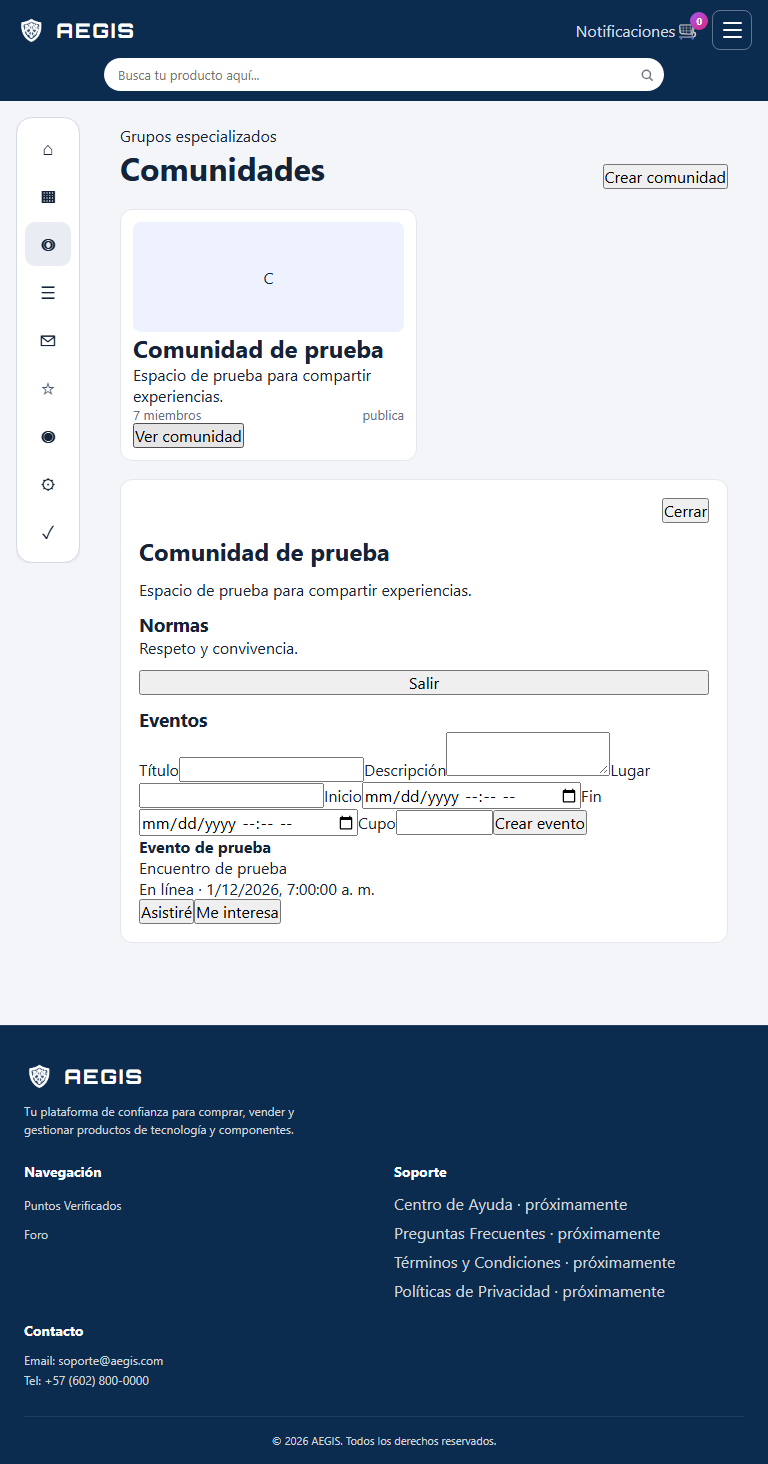 AEGIS
Notificaciones
0
Busca tu producto aquí...
Grupos especializados
Comunidades
Crear comunidad
C
Comunidad de prueba
Espacio de prueba para compartir
experiencias.
7 miembros publica
Ver comunidad
Cerrar
Comunidad de prueba
Espacio de prueba para compartir experiencias.
Normas
Respeto y convivencia.
Salir
Eventos
Título Descripción Lugar
Inicio mm/dd/yyyy --:-- -- Fin
mm/dd/yyyy --:-- -- Cupo Crear evento
Evento de prueba
Encuentro de prueba
En línea · 1/12/2026, 7:00:00 a. m.
Asistiré Me interesa
AEGIS
Tu plataforma de confianza para comprar, vender y
gestionar productos de tecnología y componentes.
Navegación
Puntos Verificados
Foro
Soporte
Centro de Ayuda · próximamente
Preguntas Frecuentes · próximamente
Términos y Condiciones · próximamente
Políticas de Privacidad · próximamente
Contacto
Email: soporte@aegis.com
Tel: +57 (602) 800-0000
© 2026 AEGIS. Todos los derechos reservados.